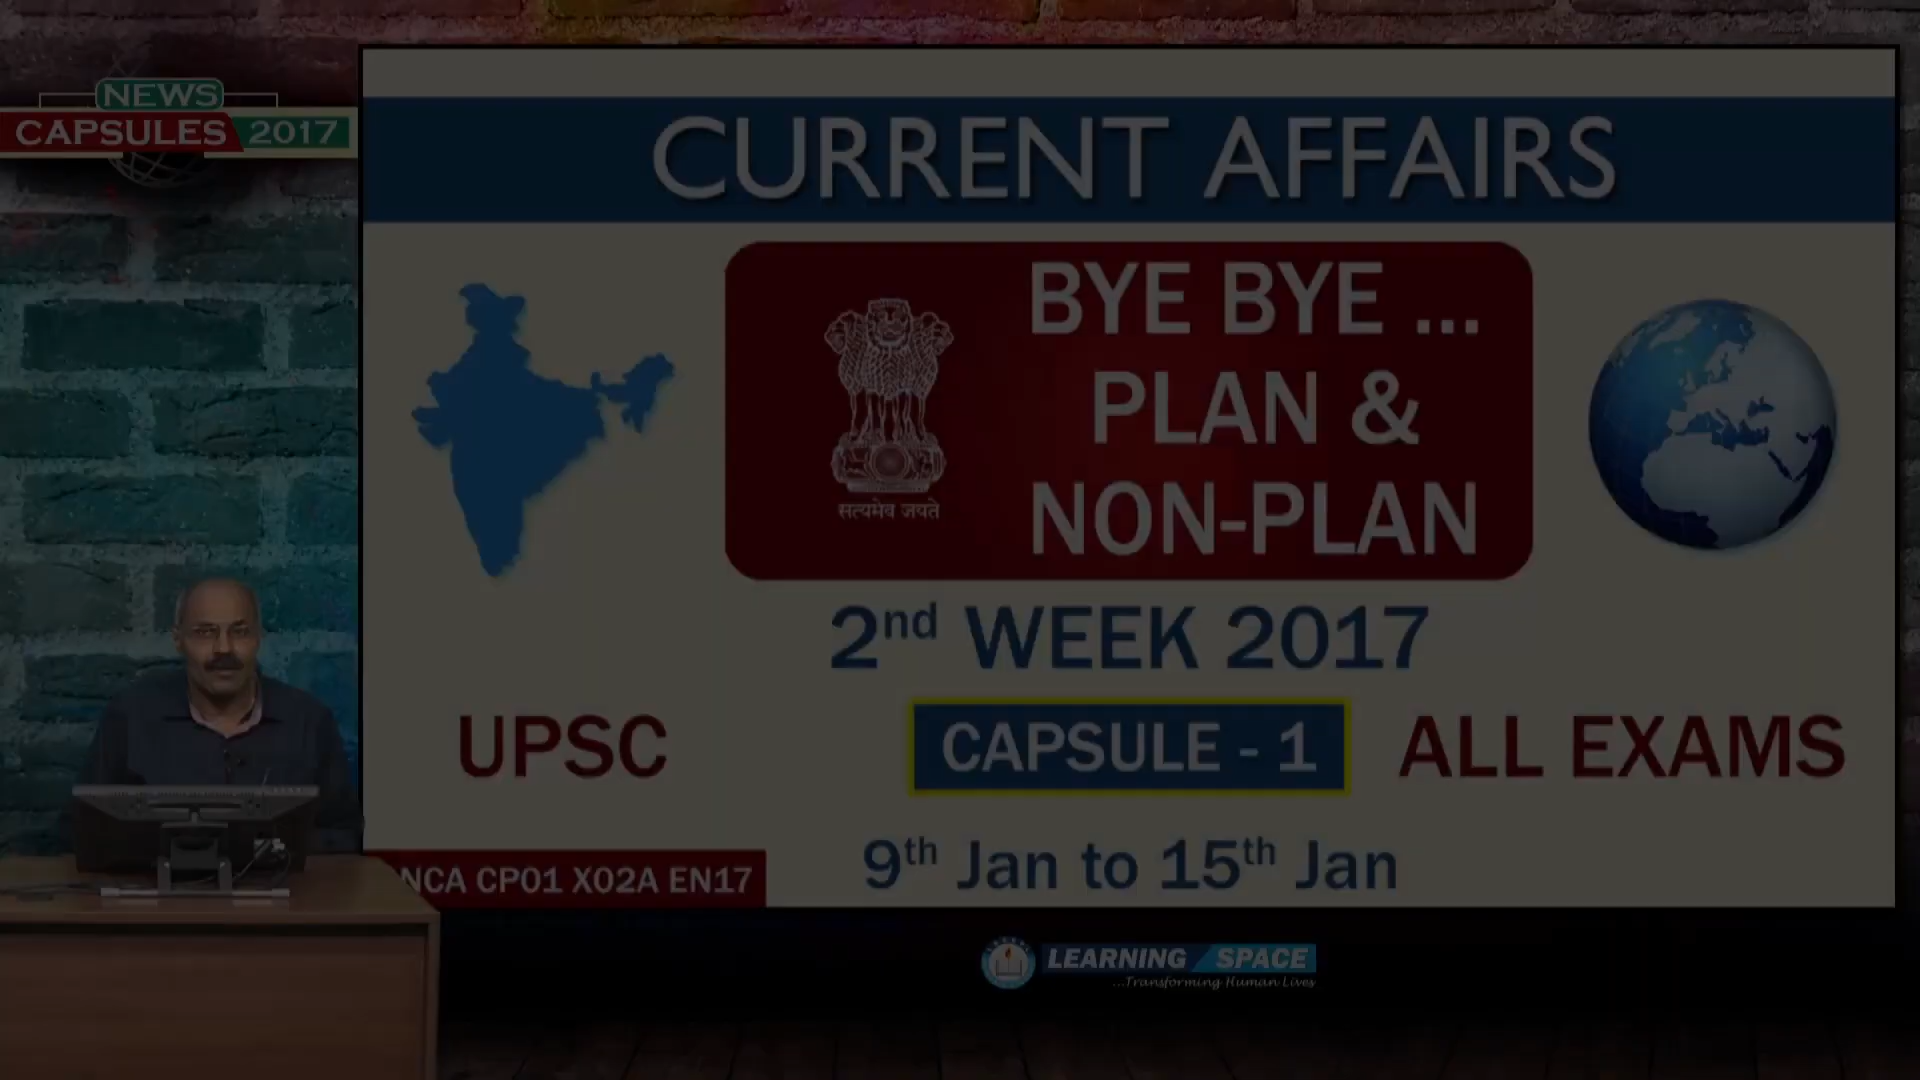 NEWS
CAPSULES 2017
CURRENT AFFAIRS
BYE BYE ...
PLAN &
NON-PLAN
सत्यमेव जयते
2nd WEEK 2017
UPSC
CAPSULE - 1
ALL EXAMS
9th Jan to 15th Jan
NCA CP01 X02A EN17
LEARNING SPACE
...Transforming Human Lives